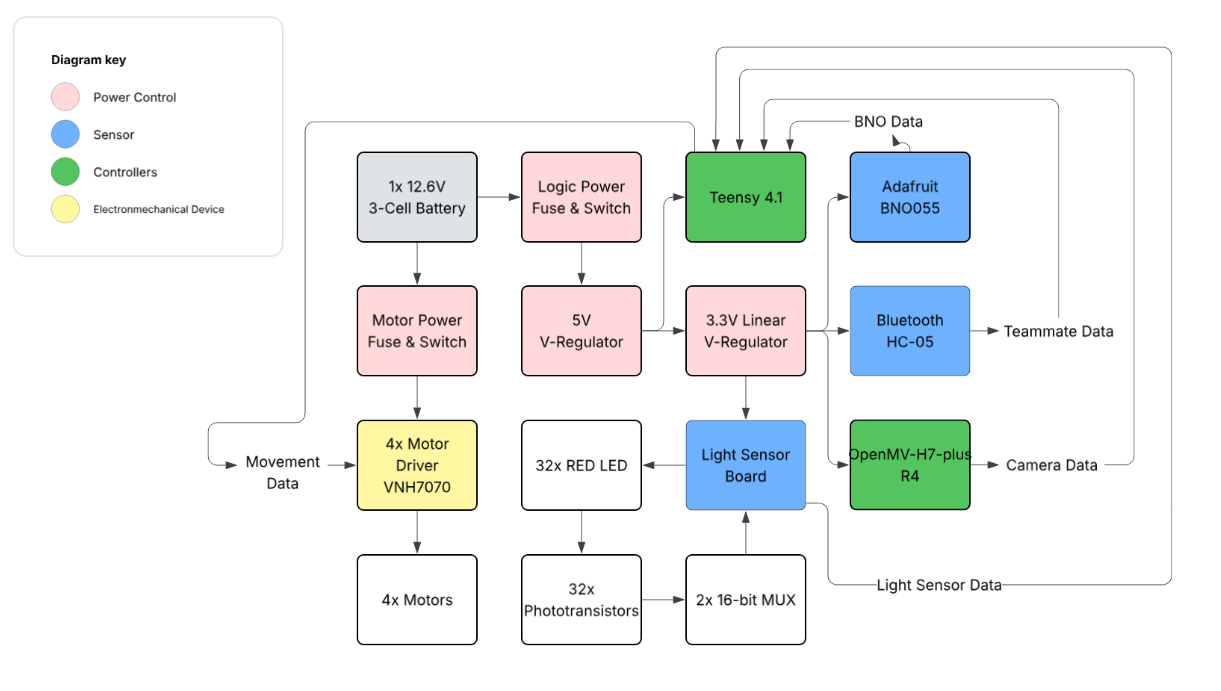 Diagram key
Power Control
Sensor
Controllers
Electronmechanical Device
BNO Data
1x 12.6V
3-Cell Battery
Logic Power
Fuse & Switch
Teensy 4.1
Adafruit
BNO055
Motor Power
Fuse & Switch
5V
V-Regulator
3.3V Linear
V-Regulator
Bluetooth
HC-05
Teammate Data
Movement
Data
4x Motor
Driver
VNH7070
32x RED LED
Light Sensor
Board
OpenMV-H7-plus
R4
Camera Data
4x Motors
32x
Phototransistors
2x 16-bit MUX
Light Sensor Data